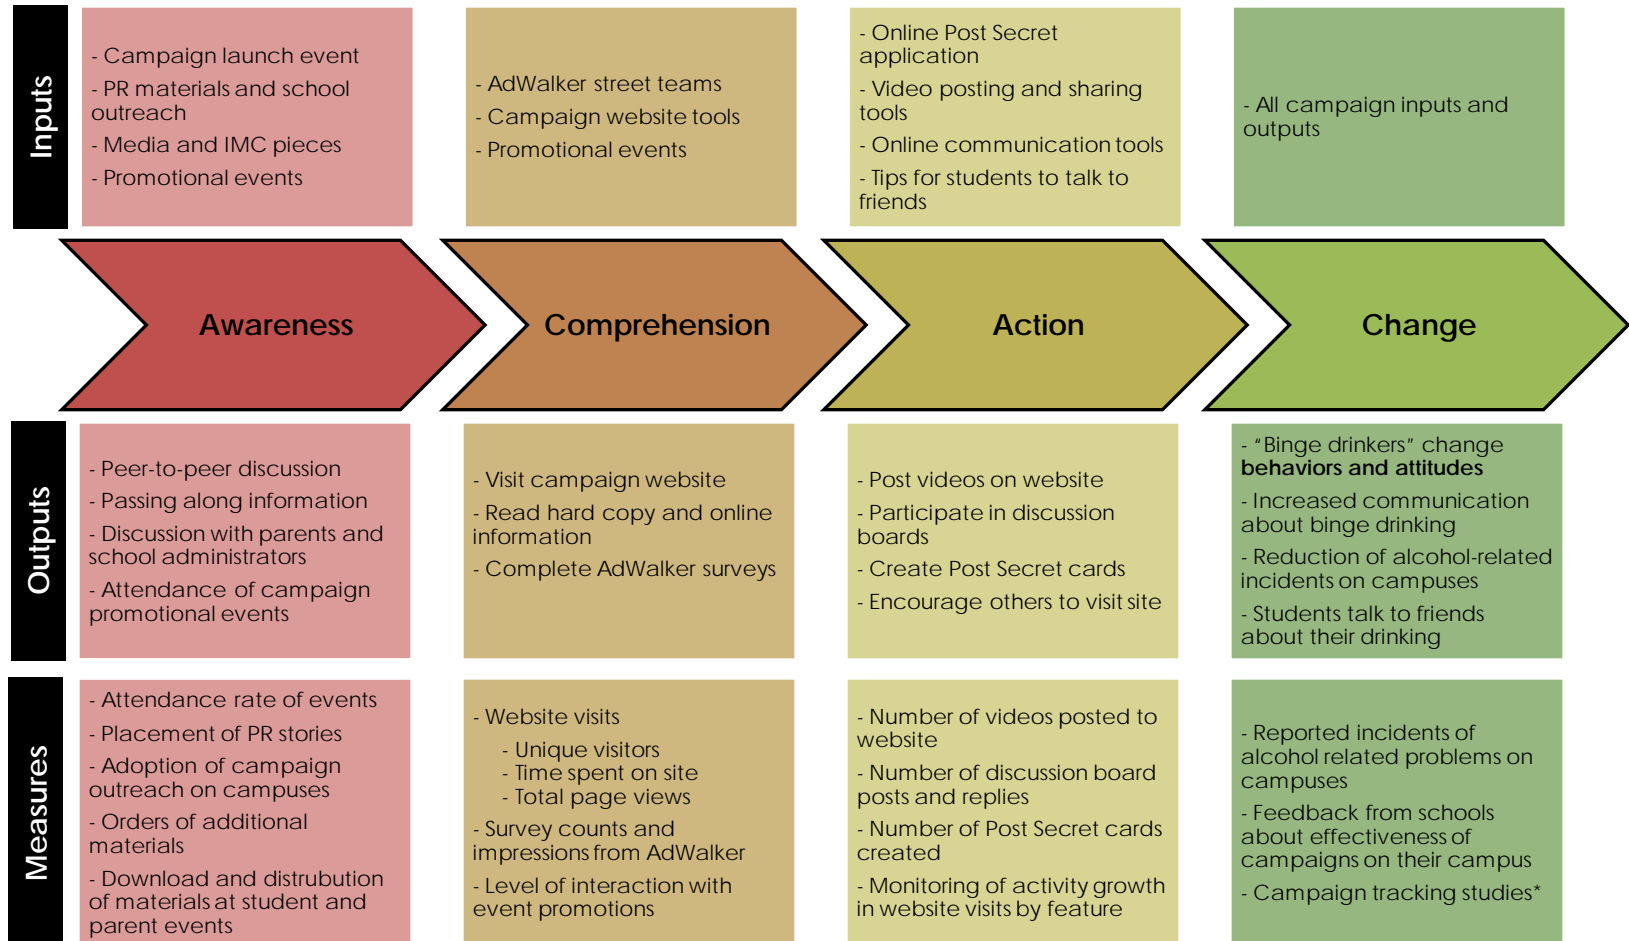 Inputs
- Campaign launch event
- PR materials and school
outreach
- Media and IMC pieces
- Promotional events
- AdWalker street teams
- Campaign website tools
- Promotional events
- Online Post Secret
application
- Video posting and sharing
tools
- Online communication tools
- Tips for students to talk to
friends
- All campaign inputs and
outputs
Awareness
Comprehension
Action
Change
Outputs
- Peer-to-peer discussion
- Passing along information
- Discussion with parents and
school administrators
- Attendance of campaign
promotional events
- Visit campaign website
- Read hard copy and online
information
- Complete AdWalker surveys
- Post videos on website
- Participate in discussion
boards
- Create Post Secret cards
- Encourage others to visit site
- “Binge drinkers” change
behaviors and attitudes
- Increased communication
about binge drinking
- Reduction of alcohol-related
incidents on campuses
- Students talk to friends
about their drinking
Measures
- Attendance rate of events
- Placement of PR stories
- Adoption of campaign
outreach on campuses
- Orders of additional
materials
- Download and distrubution
of materials at student and
parent events
- Website visits
- Unique visitors
- Time spent on site
- Total page views
- Survey counts and
impressions from AdWalker
- Level of interaction with
event promotions
- Number of videos posted to
website
- Number of discussion board
posts and replies
- Number of Post Secret cards
created
- Monitoring of activity growth
in website visits by feature
- Reported incidents of
alcohol related problems on
campuses
- Feedback from schools
about effectiveness of
campaigns on their campus
- Campaign tracking studies*